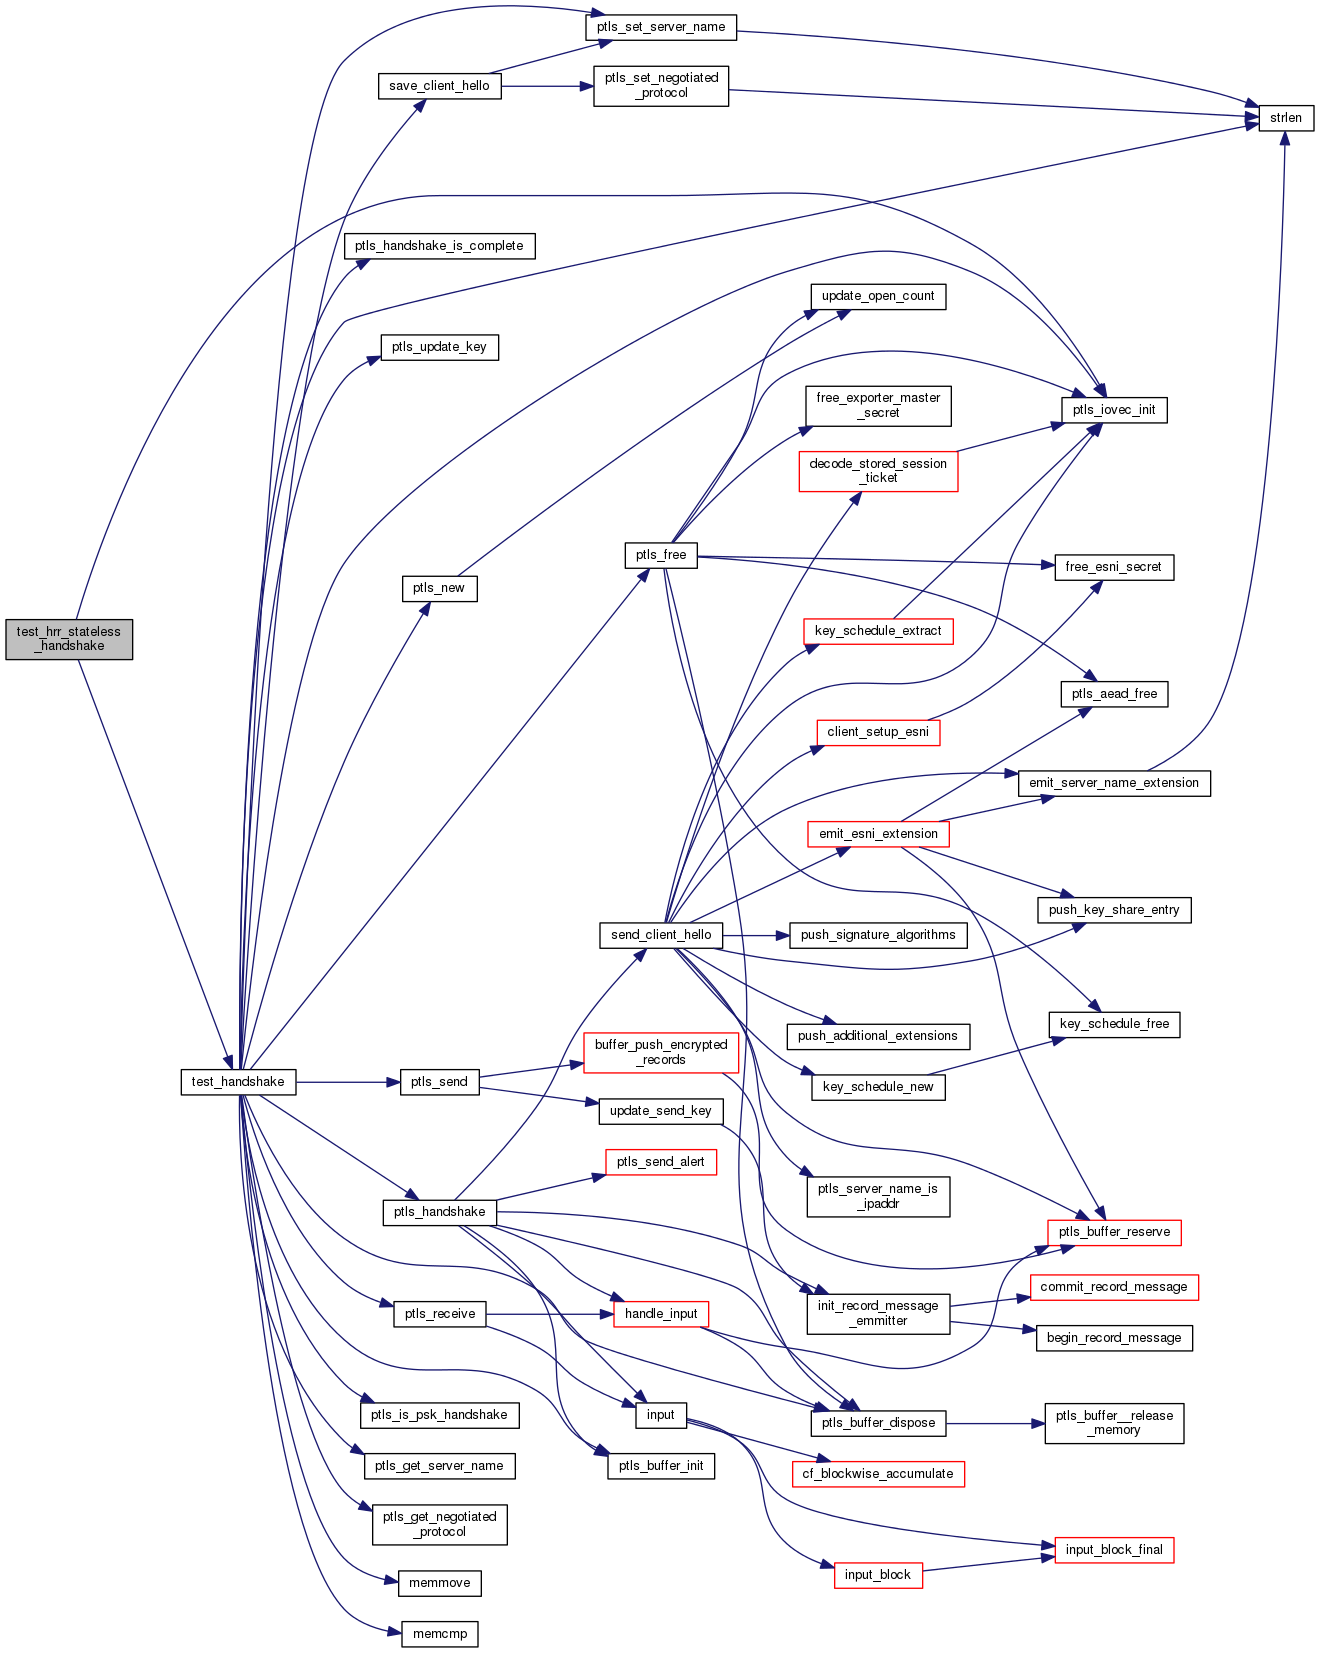 ptls_set_server_name
save_client_hello
ptls_set_negotiated
_protocol
strlen
ptls_handshake_is_complete
update_open_count
ptls_update_key
free_exporter_master
_secret
ptls_iovec_init
decode_stored_session
_ticket
ptls_free
free_esni_secret
ptls_new
test_hrr_stateless
_handshake
key_schedule_extract
ptls_aead_free
client_setup_esni
emit_server_name_extension
emit_esni_extension
push_key_share_entry
send_client_hello
push_signature_algorithms
key_schedule_free
push_additional_extensions
buffer_push_encrypted
_records
test_handshake
ptls_send
key_schedule_new
update_send_key
ptls_send_alert
ptls_server_name_is
_ipaddr
ptls_handshake
ptls_buffer_reserve
commit_record_message
ptls_receive
handle_input
init_record_message
_emmitter
begin_record_message
ptls_is_psk_handshake
input
ptls_buffer_dispose
ptls_buffer__release
_memory
ptls_get_server_name
ptls_buffer_init
cf_blockwise_accumulate
ptls_get_negotiated
_protocol
input_block_final
input_block
memmove
memcmp